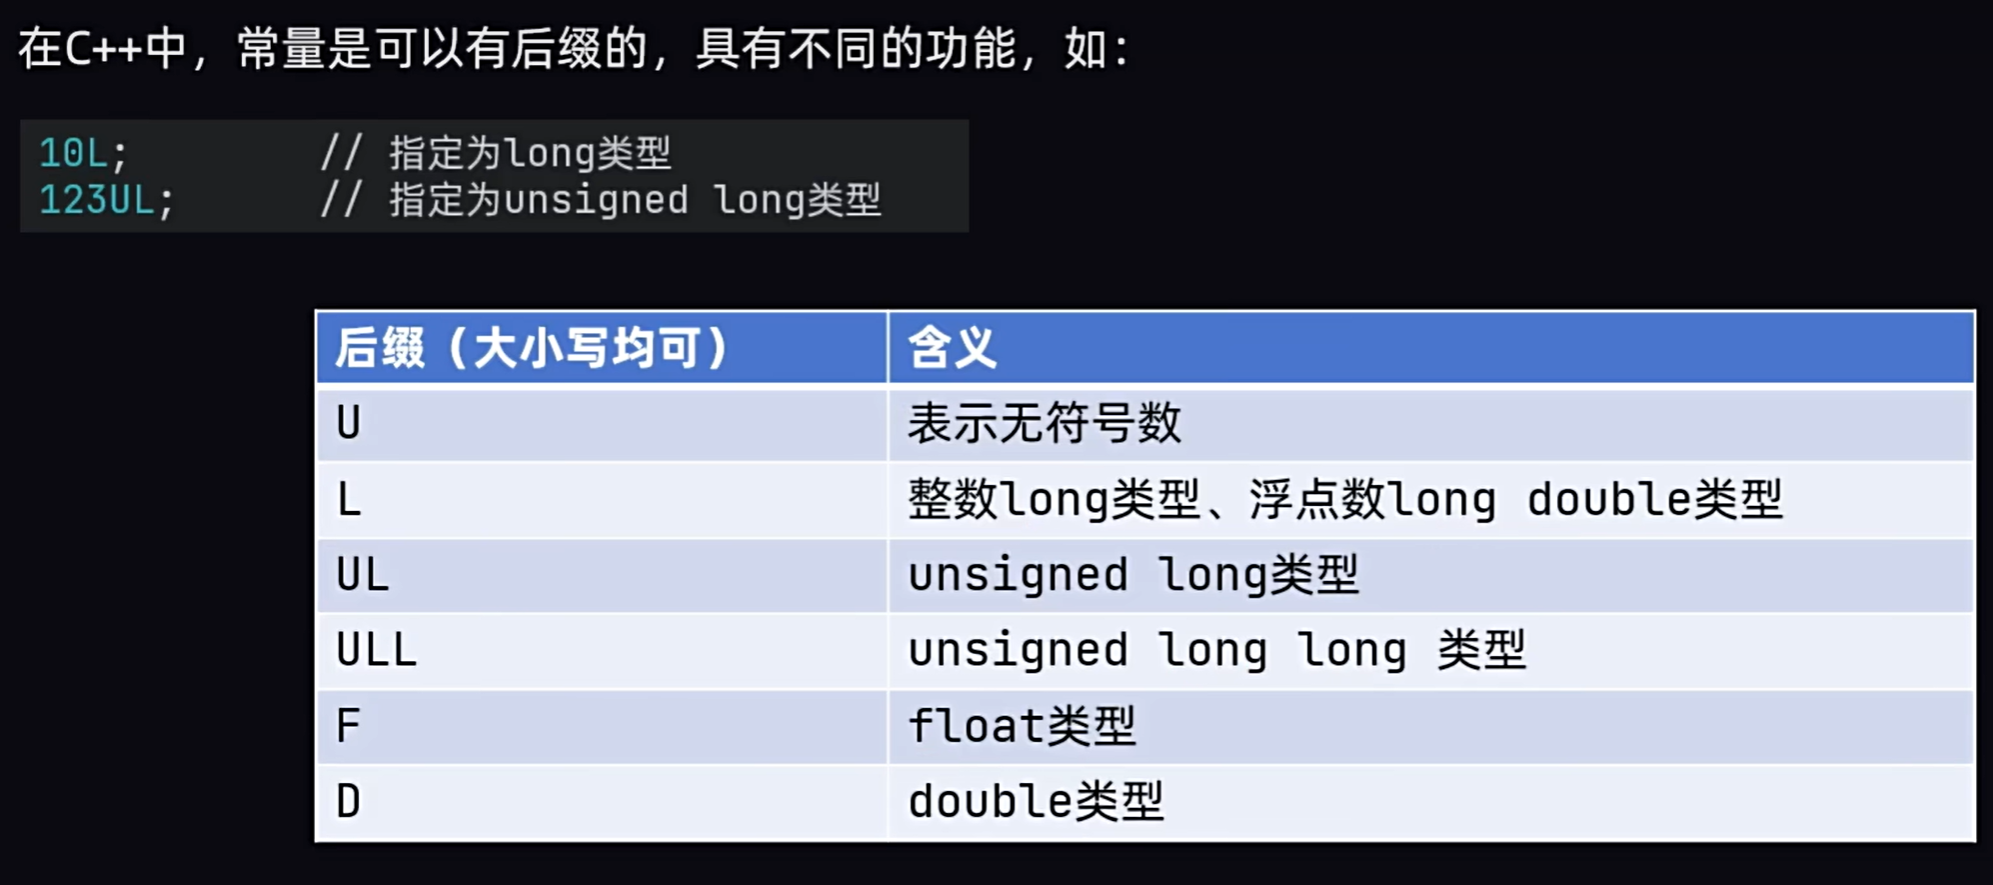 在C++中，常量是可以有后缀的，具有不同的功能，如：
10L;        // 指定为long类型
123UL;      // 指定为unsigned long类型
后缀（大小写均可） 含义
U 表示无符号数
L 整数long类型、浮点数long double类型
UL unsigned long类型
ULL unsigned long long 类型
F float类型
D double类型